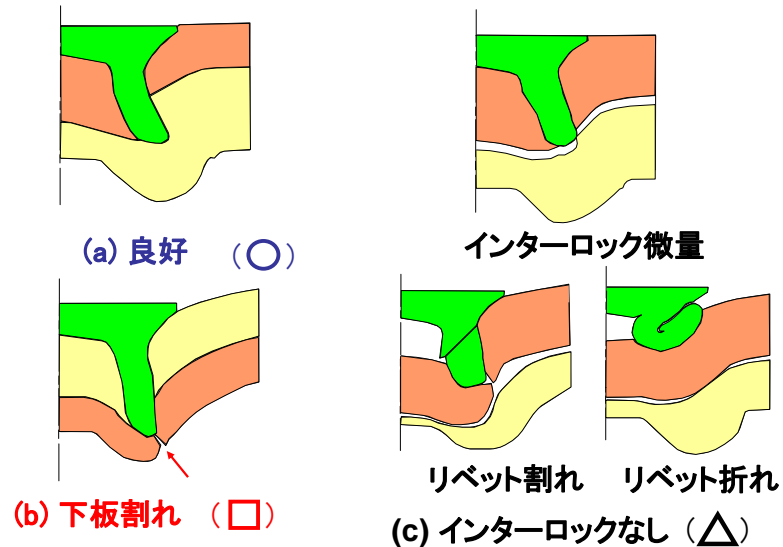 (a) 良好 (○)
インターロック微量
(b) 下板割れ (□)
リベット割れ
リベット折れ
(c) インターロックなし (△)